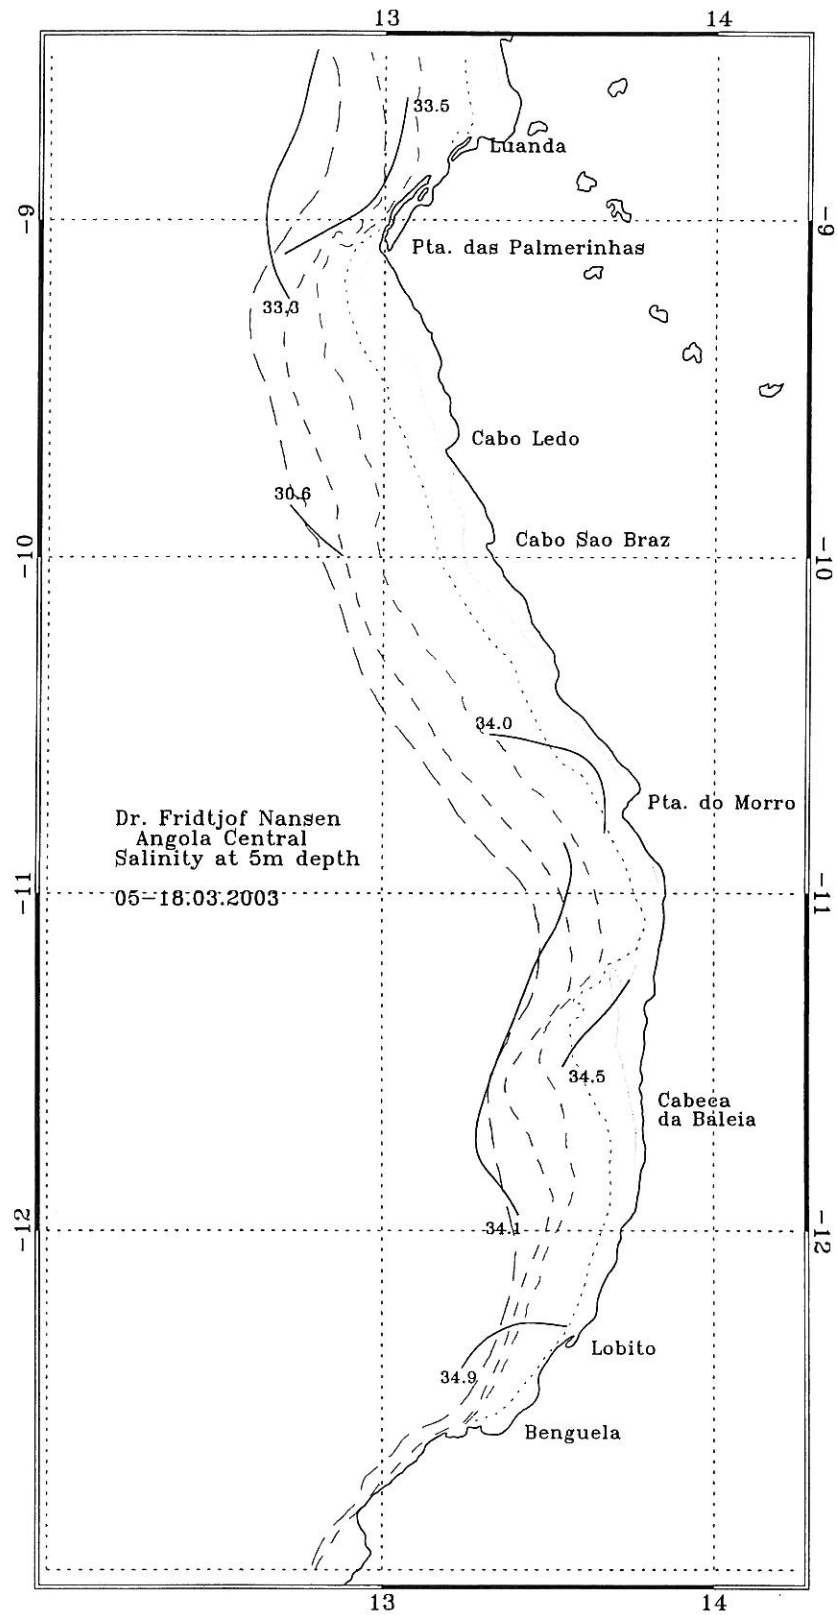 13 14
33.5
Luanda
-9 -9
Pta. das Palmerinhas
33.3
Cabo Ledo
30.6
Cabo Sao Braz
-10 -10
34.0
Pta. do Morro
Dr. Fridtjof Nansen
Angola Central
Salinity at 5m depth
05-18.03.2003
-11 -11
34.5
Cabeca
da Baleia
34.1
-12 -12
Lobito
34.9
Benguela
13 14